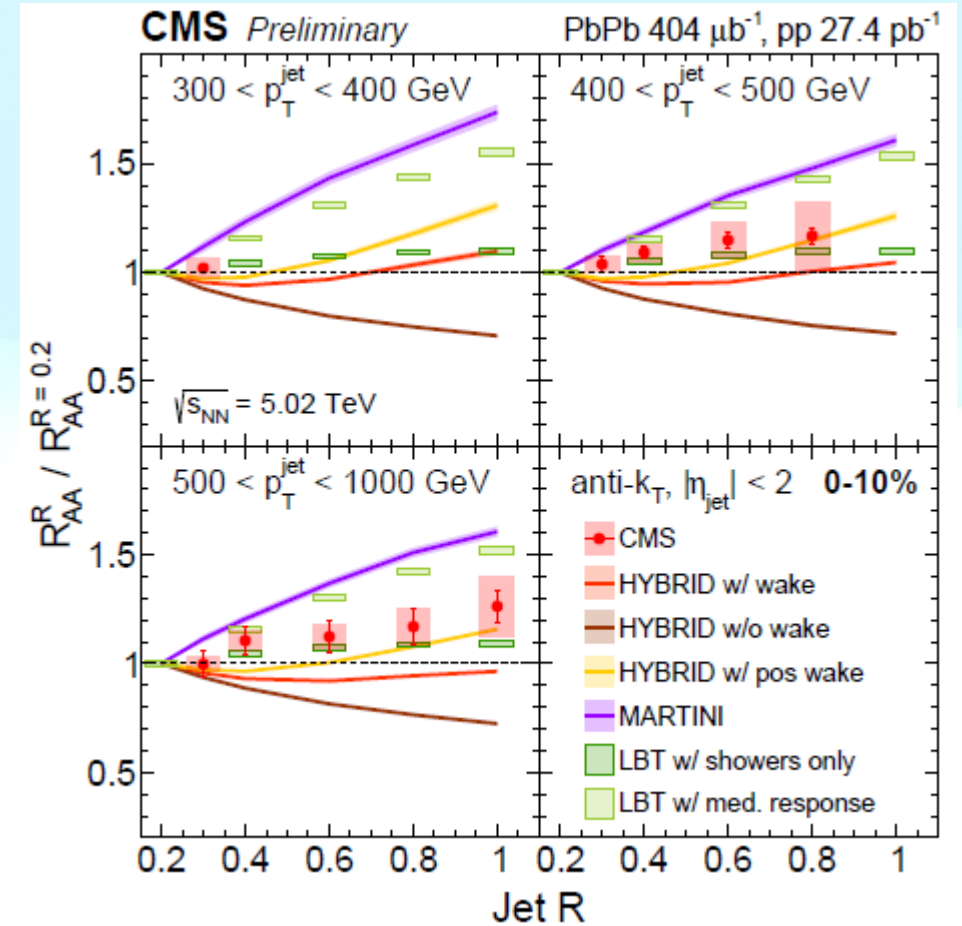 CMS Preliminary PbPb 404 μb⁻¹, pp 27.4 pb⁻¹
300 < p_T^jet < 400 GeV
400 < p_T^jet < 500 GeV
1.5
1
0.5
√s_NN = 5.02 TeV
R_AA^R / R_AA^R = 0.2
500 < p_T^jet < 1000 GeV
1.5
1
0.5
anti-k_T, |η_jet| < 2 0-10%
CMS
HYBRID w/ wake
HYBRID w/o wake
HYBRID w/ pos wake
MARTINI
LBT w/ showers only
LBT w/ med. response
0.2 0.4 0.6 0.8 1 0.2 0.4 0.6 0.8 1
Jet R